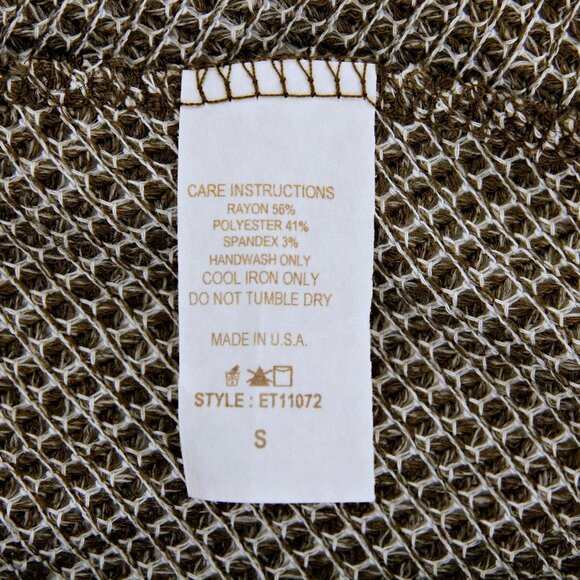 CARE INSTRUCTIONS
RAYON 56%
POLYESTER 41%
SPANDEX 3%
HANDWASH ONLY
COOL IRON ONLY
DO NOT TUMBLE DRY
MADE IN U.S.A.
STYLE : ET11072
S